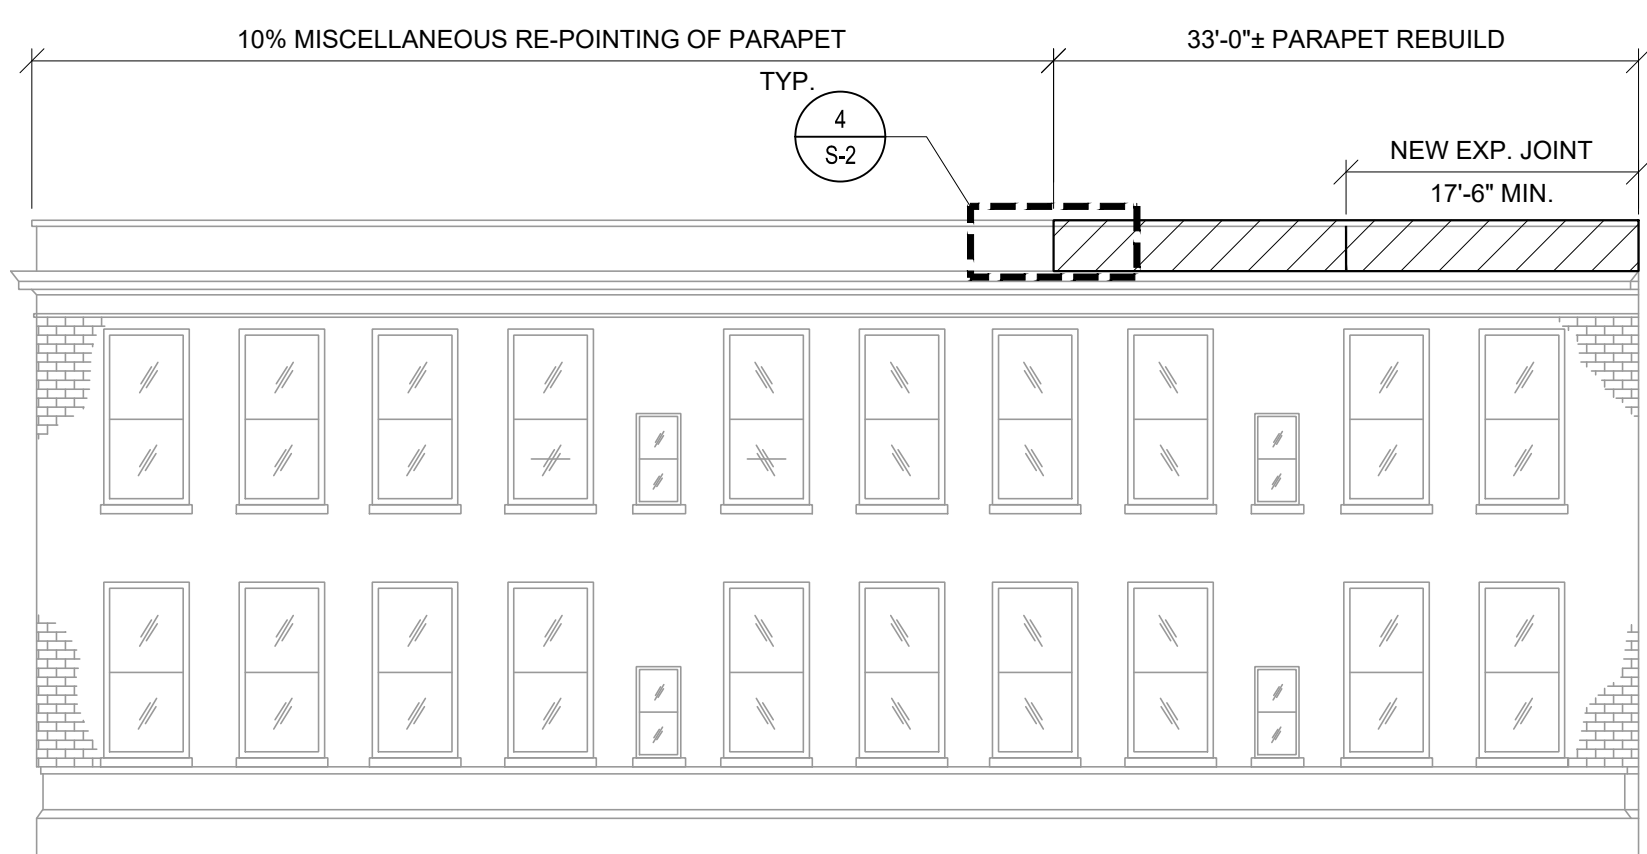 10% MISCELLANEOUS RE-POINTING OF PARAPET
33'-0"± PARAPET REBUILD
TYP.
4
S-2
NEW EXP. JOINT
17'-6" MIN.